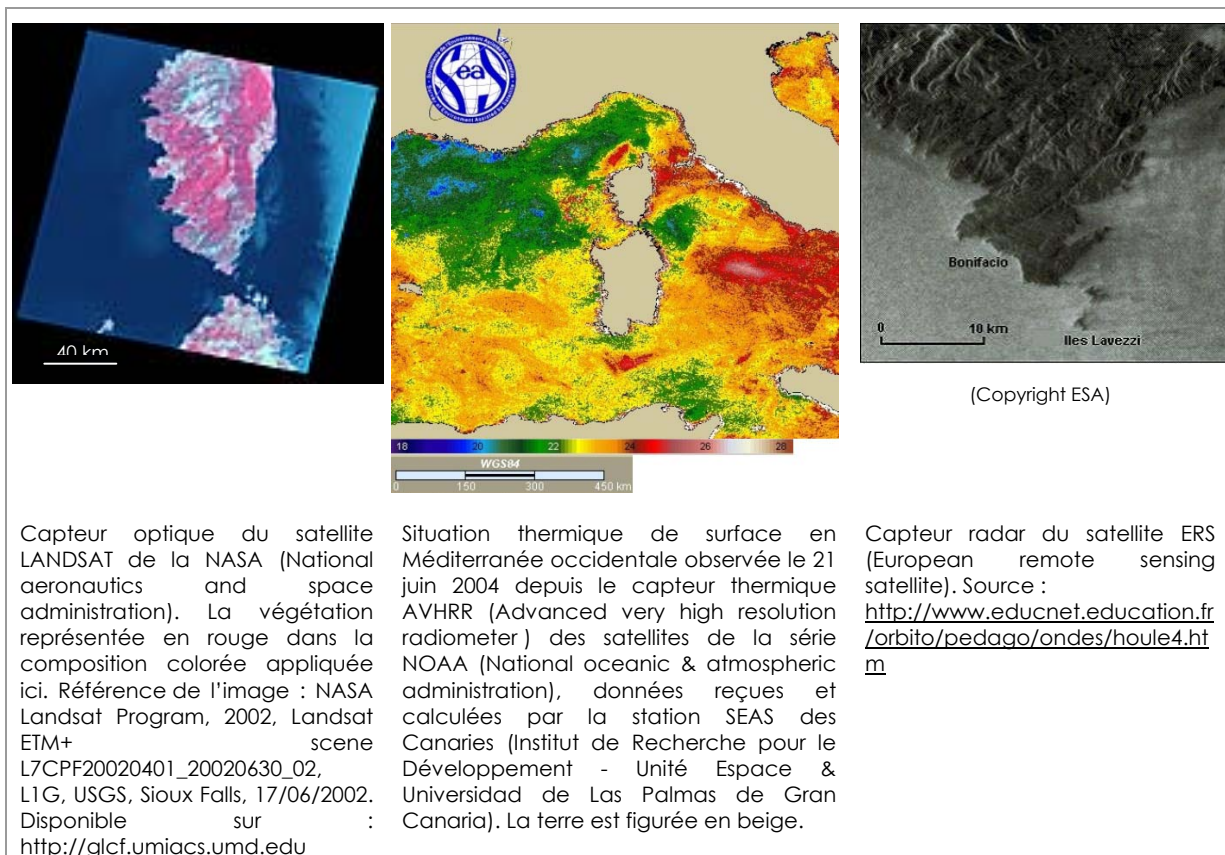 40 km
SeaS
18 20 22 24 26 28
WGS84
0 150 300 450 km
Bonifacio
0 10 km
Iles Lavezzi
(Copyright ESA)
Capteur optique du satellite
LANDSAT de la NASA (National
aeronautics and space
administration). La végétation
représentée en rouge dans la
composition colorée appliquée
ici. Référence de l'image : NASA
Landsat Program, 2002, Landsat
ETM+ scene
L7CPF20020401_20020630_02,
L1G, USGS, Sioux Falls, 17/06/2002.
Disponible sur :
http://glcf.umiacs.umd.edu
Situation thermique de surface en
Méditerranée occidentale observée le 21
juin 2004 depuis le capteur thermique
AVHRR (Advanced very high resolution
radiometer ) des satellites de la série
NOAA (National oceanic & atmospheric
administration), données reçues et
calculées par la station SEAS des
Canaries (Institut de Recherche pour le
Développement - Unité Espace &
Universidad de Las Palmas de Gran
Canaria). La terre est figurée en beige.
Capteur radar du satellite ERS
(European remote sensing
satellite). Source :
http://www.educnet.education.fr
/orbito/pedago/ondes/houle4.ht
m